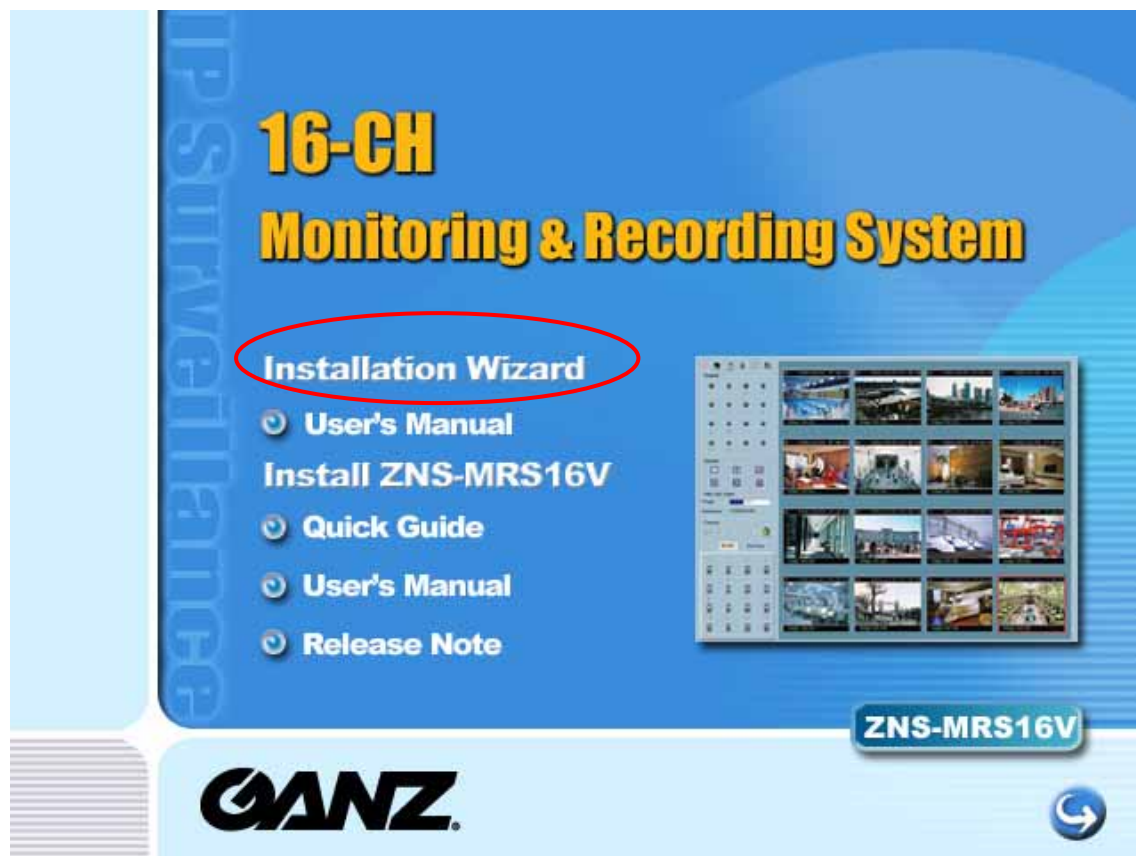 IP Surveillance
16-CH
Monitoring & Recording System
Installation Wizard
User's Manual
Install ZNS-MRS16V
Quick Guide
User's Manual
Release Note
ZNS-MRS16V
GANZ.